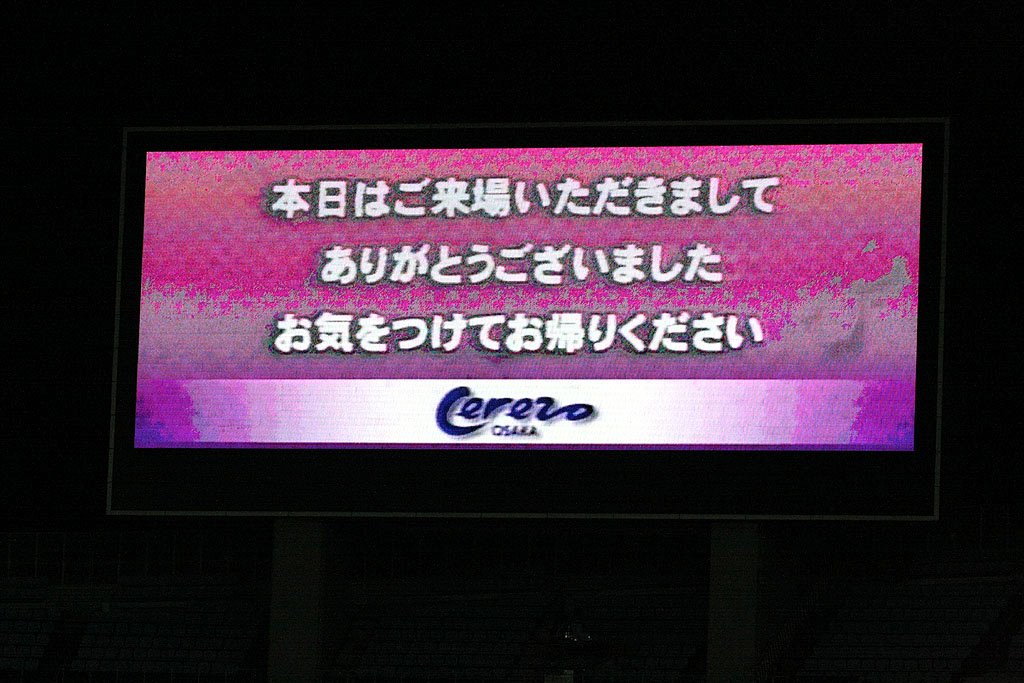 本日はご来場いただきまして
ありがとうございました
お気をつけてお帰りください
Cerezo
OSAKA